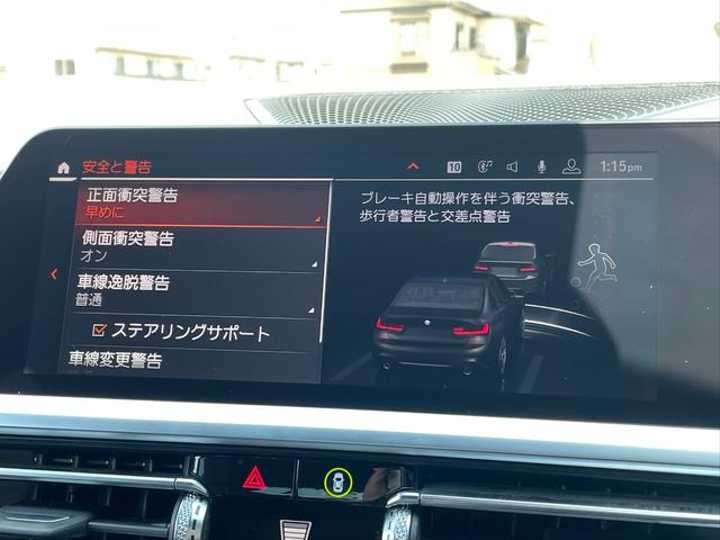 安全と警告
10
1:15pm
正面衝突警告
早めに
側面衝突警告
オン
車線逸脱警告
普通
ステアリングサポート
車線変更警告
ブレーキ自動操作を伴う衝突警告、
歩行者警告と交差点警告